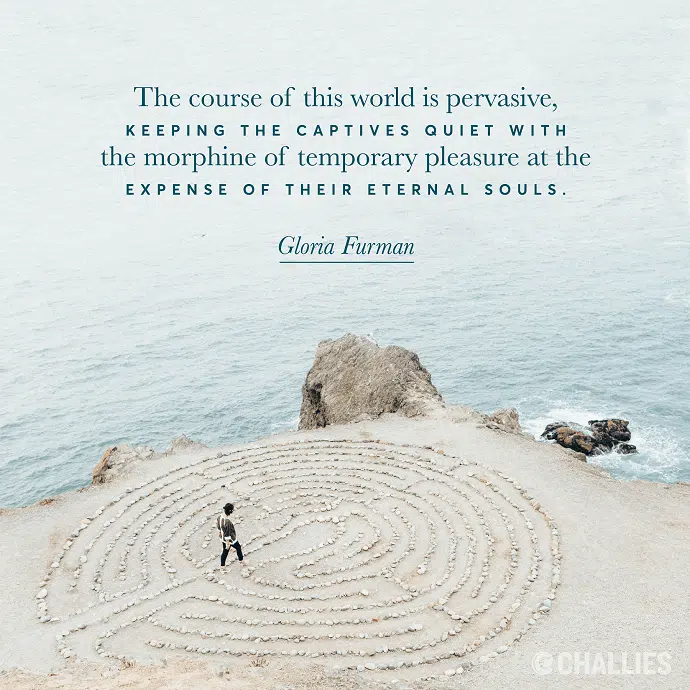 The course of this world is pervasive,
KEEPING THE CAPTIVES QUIET WITH
the morphine of temporary pleasure at the
EXPENSE OF THEIR ETERNAL SOULS.
Gloria Furman
CHALLIES